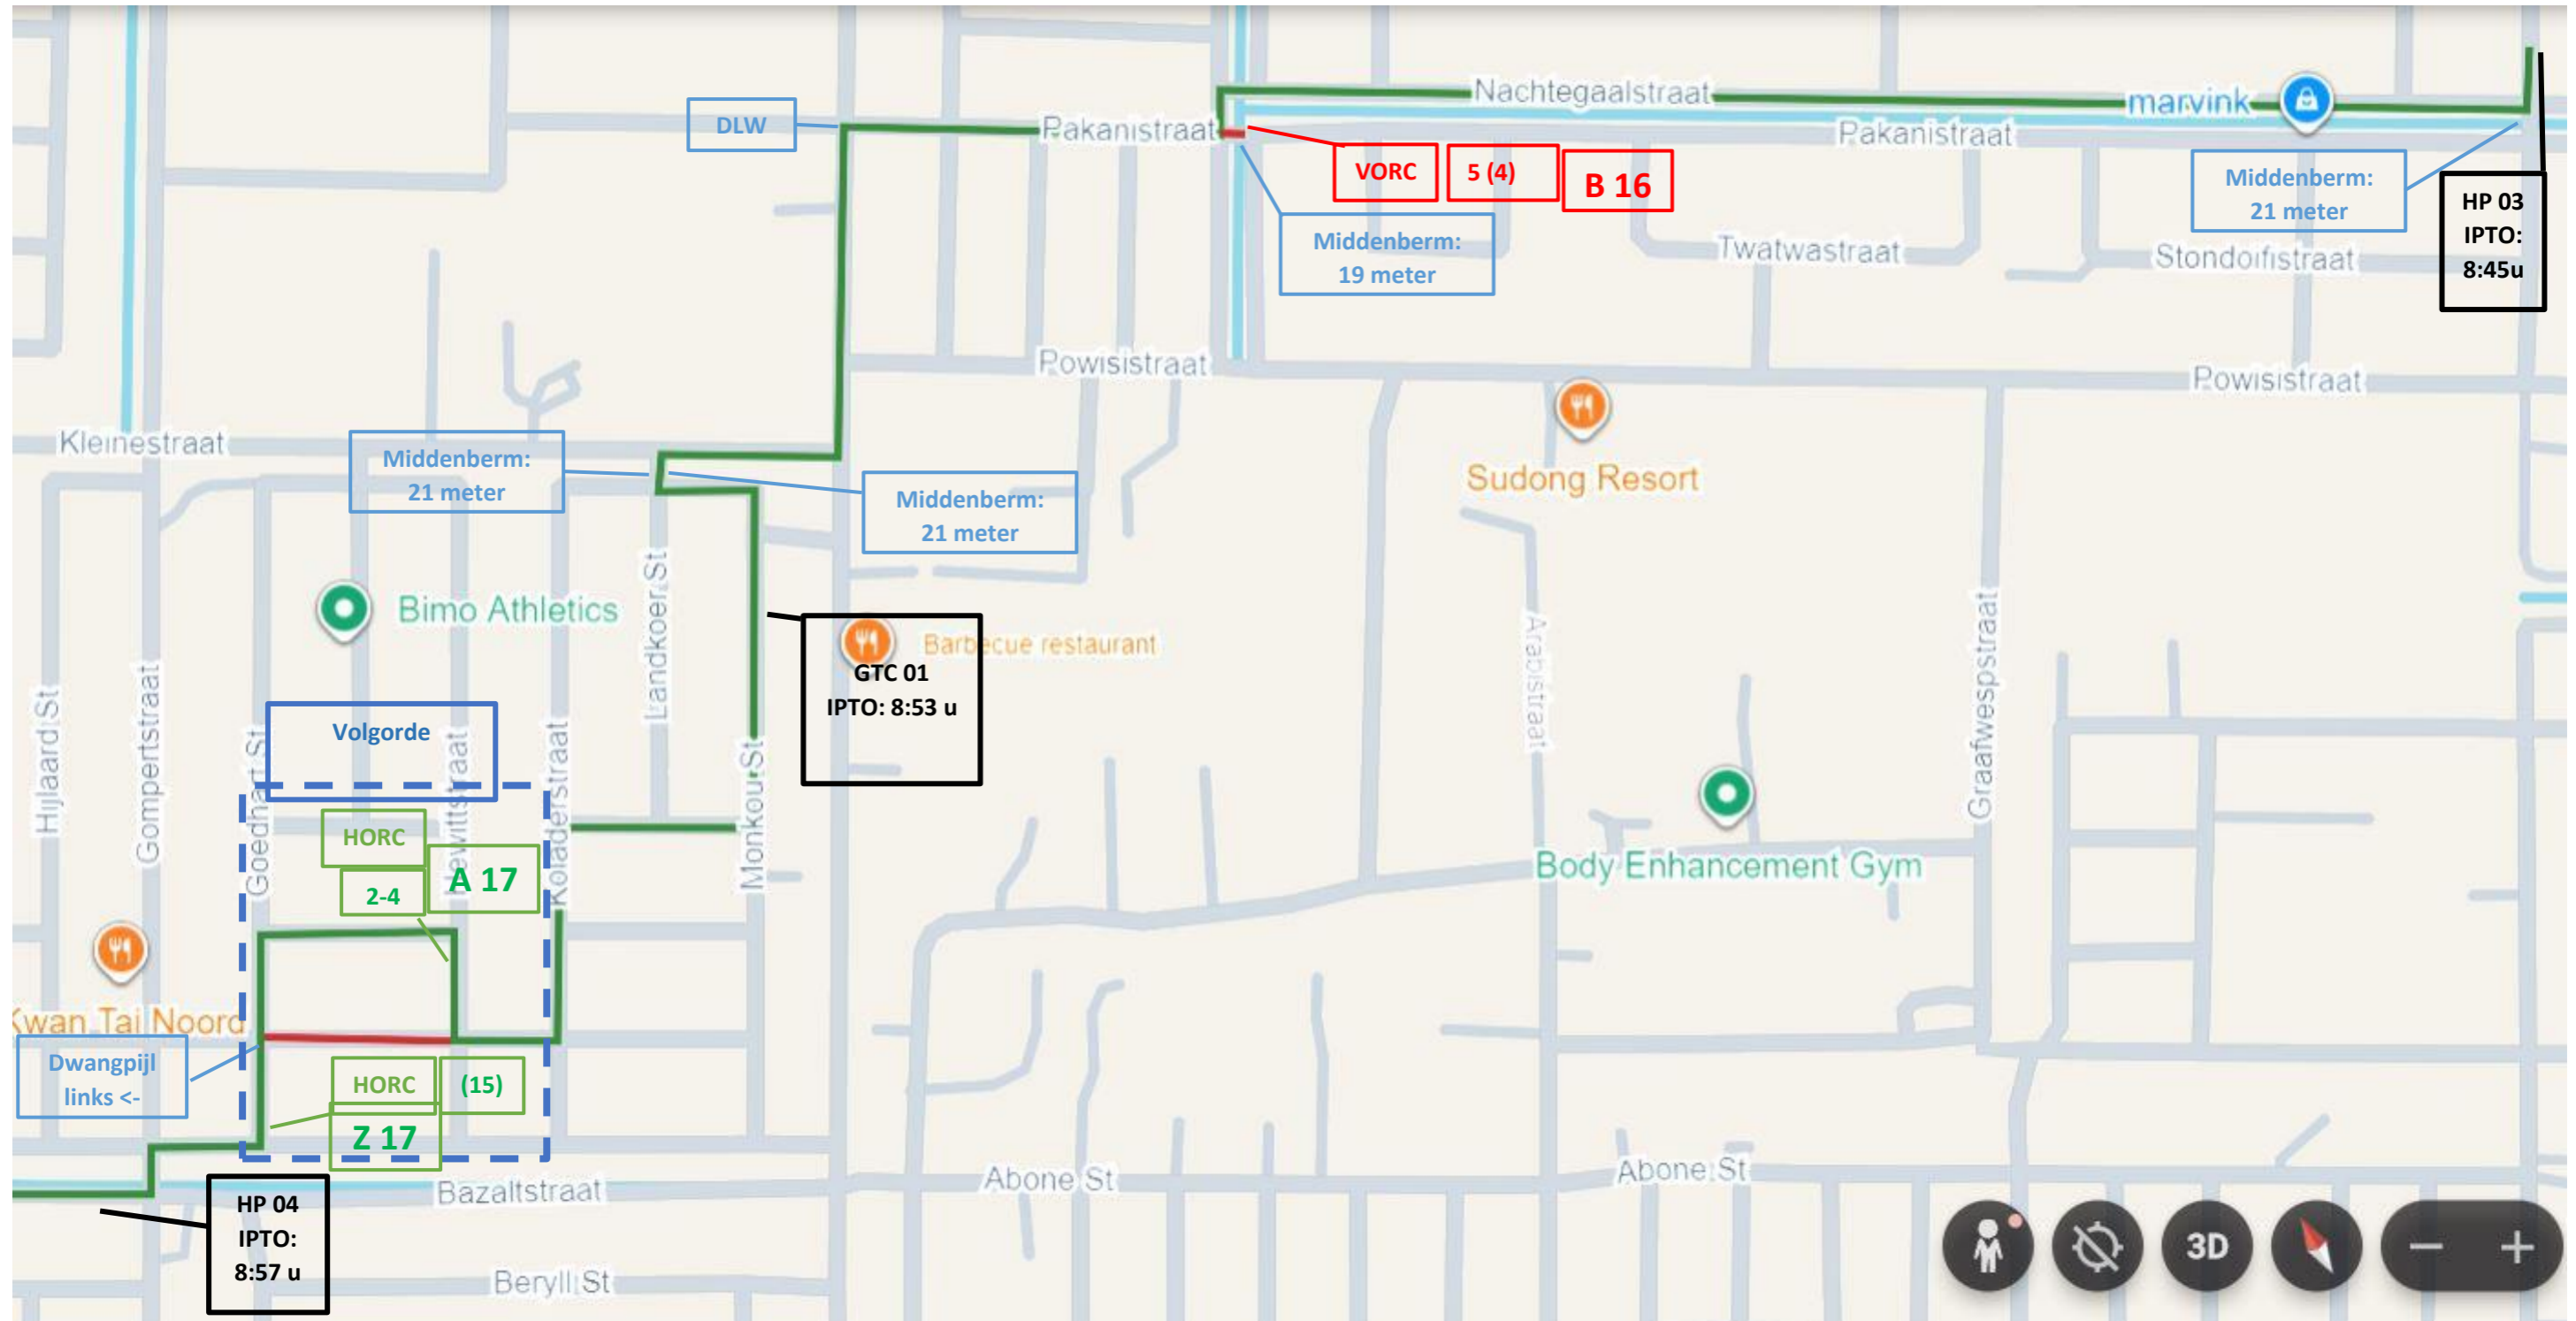 Nachtegaalstraat
marvink
DLW
Pakanistraat
Pakanistraat
VORC
5 (4)
B 16
Middenberm:
21 meter
HP 03
IPTO:
8:45u
Middenberm:
19 meter
Twatwastraat
Stondoifistraat
Powisistraat
Powisistraat
Kleinestraat
Middenberm:
21 meter
Middenberm:
21 meter
Sudong Resort
Bimo Athletics
Landkoer St
Barbecue restaurant
GTC 01
IPTO: 8:53 u
Arabistraat
Graafwespstraat
Hijlaard St
Gompertstraat
Goedhart St
Volgorde
Hewittstraat
Koladerstraat
Monkou St
HORC
2-4
A 17
Body Enhancement Gym
Kwan Tai Noord
Dwangpijl
links <-
HORC
(15)
Z 17
HP 04
IPTO:
8:57 u
Bazaltstraat
Abone St
Abone St
Beryll St
3D